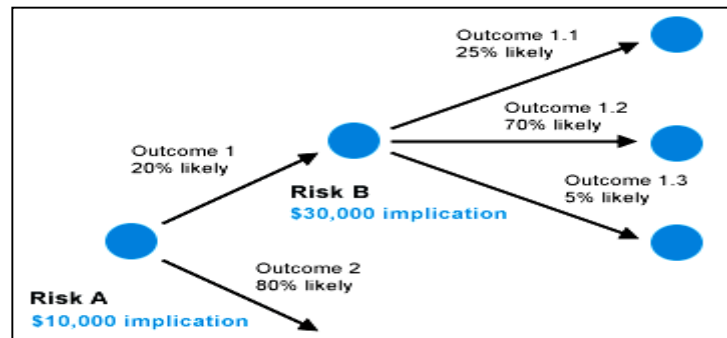 Outcome 1.1
25% likely
Outcome 1.2
70% likely
Outcome 1
20% likely
Outcome 1.3
5% likely
Risk B
$30,000 implication
Outcome 2
80% likely
Risk A
$10,000 implication